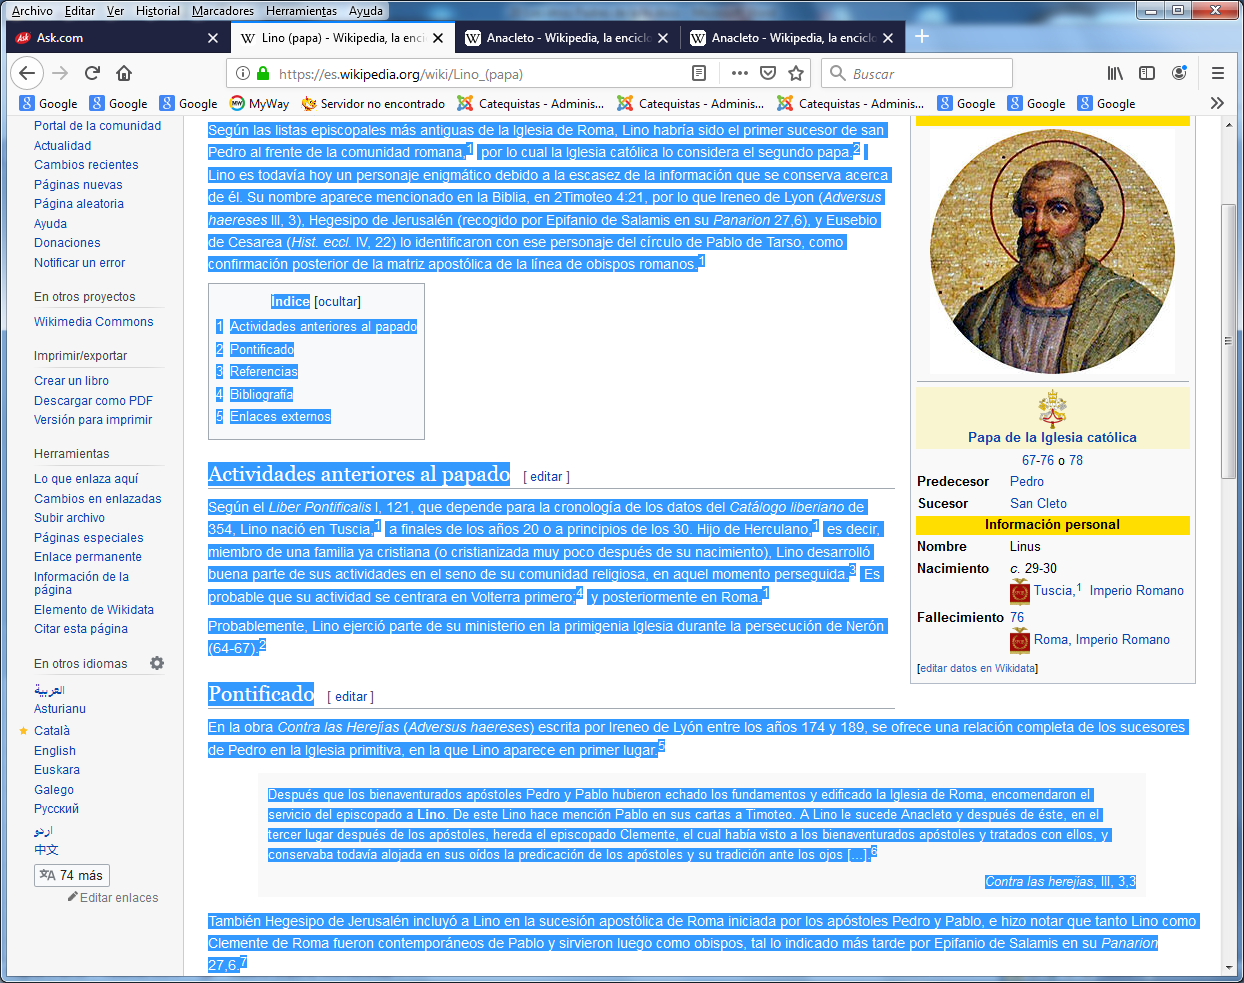 Archivo Editar Ver Historial Marcadores Herramientas Ayuda
Ask.com
Lino (papa) - Wikipedia, la enci
Anacleto - Wikipedia, la enciclo
Anacleto - Wikipedia, la enciclo
https://es.wikipedia.org/wiki/Lino_(papa)
Buscar
Google Google Google MyWay Servidor no encontrado Catequistas - Adminis... Catequistas - Adminis... Catequistas - Adminis... Google Google Google
Portal de la comunidad
Actualidad
Cambios recientes
Páginas nuevas
Página aleatoria
Ayuda
Donaciones
Notificar un error
En otros proyectos
Wikimedia Commons
Imprimir/exportar
Crear un libro
Descargar como PDF
Versión para imprimir
Herramientas
Lo que enlaza aquí
Cambios en enlazadas
Subir archivo
Páginas especiales
Enlace permanente
Información de la
página
Elemento de Wikidata
Citar esta página
En otros idiomas
العربية
Asturianu
Català
English
Euskara
Galego
Русский
اردو
中文
74 más
Editar enlaces
Según las listas episcopales más antiguas de la Iglesia de Roma, Lino habría sido el primer sucesor de san
Pedro al frente de la comunidad romana,1 por lo cual la Iglesia católica lo considera el segundo papa.2
Lino es todavía hoy un personaje enigmático debido a la escasez de la información que se conserva acerca
de él. Su nombre aparece mencionado en la Biblia, en 2Timoteo 4:21, por lo que Ireneo de Lyon (Adversus
haereses III, 3), Hegesipo de Jerusalén (recogido por Epifanio de Salamis en su Panarion 27,6), y Eusebio
de Cesarea (Hist. eccl. IV, 22) lo identificaron con ese personaje del círculo de Pablo de Tarso, como
confirmación posterior de la matriz apostólica de la línea de obispos romanos.1
Índice [ocultar]
1 Actividades anteriores al papado
2 Pontificado
3 Referencias
4 Bibliografía
5 Enlaces externos
Actividades anteriores al papado [ editar ]
Según el Liber Pontificalis I, 121, que depende para la cronología de los datos del Catálogo liberiano de
354, Lino nació en Tuscia,1 a finales de los años 20 o a principios de los 30. Hijo de Herculano,1 es decir,
miembro de una familia ya cristiana (o cristianizada muy poco después de su nacimiento), Lino desarrolló
buena parte de sus actividades en el seno de su comunidad religiosa, en aquel momento perseguida.3 Es
probable que su actividad se centrara en Volterra primero;4 y posteriormente en Roma.1
Probablemente, Lino ejerció parte de su ministerio en la primigenia Iglesia durante la persecución de Nerón
(64-67).2
Pontificado [ editar ]
En la obra Contra las Herejías (Adversus haereses) escrita por Ireneo de Lyón entre los años 174 y 189, se ofrece una relación completa de los sucesores
de Pedro en la Iglesia primitiva, en la que Lino aparece en primer lugar.5
Después que los bienaventurados apóstoles Pedro y Pablo hubieron echado los fundamentos y edificado la Iglesia de Roma, encomendaron el
servicio del episcopado a Lino. De este Lino hace mención Pablo en sus cartas a Timoteo. A Lino le sucede Anacleto y después de éste, en el
tercer lugar después de los apóstoles, hereda el episcopado Clemente, el cual había visto a los bienaventurados apóstoles y tratados con ellos, y
conservaba todavía alojada en sus oídos la predicación de los apóstoles y su tradición ante los ojos [...].6
Contra las herejias, III, 3,3
También Hegesipo de Jerusalén incluyó a Lino en la sucesión apostólica de Roma iniciada por los apóstoles Pedro y Pablo, e hizo notar que tanto Lino como
Clemente de Roma fueron contemporáneos de Pablo y sirvieron luego como obispos, tal lo indicado más tarde por Epifanio de Salamis en su Panarion
27,6.7
Papa de la Iglesia católica
67-76 o 78
Predecesor Pedro
Sucesor San Cleto
Información personal
Nombre Linus
Nacimiento c. 29-30
Tuscia,1 Imperio Romano
Fallecimiento 76
Roma, Imperio Romano
[editar datos en Wikidata]